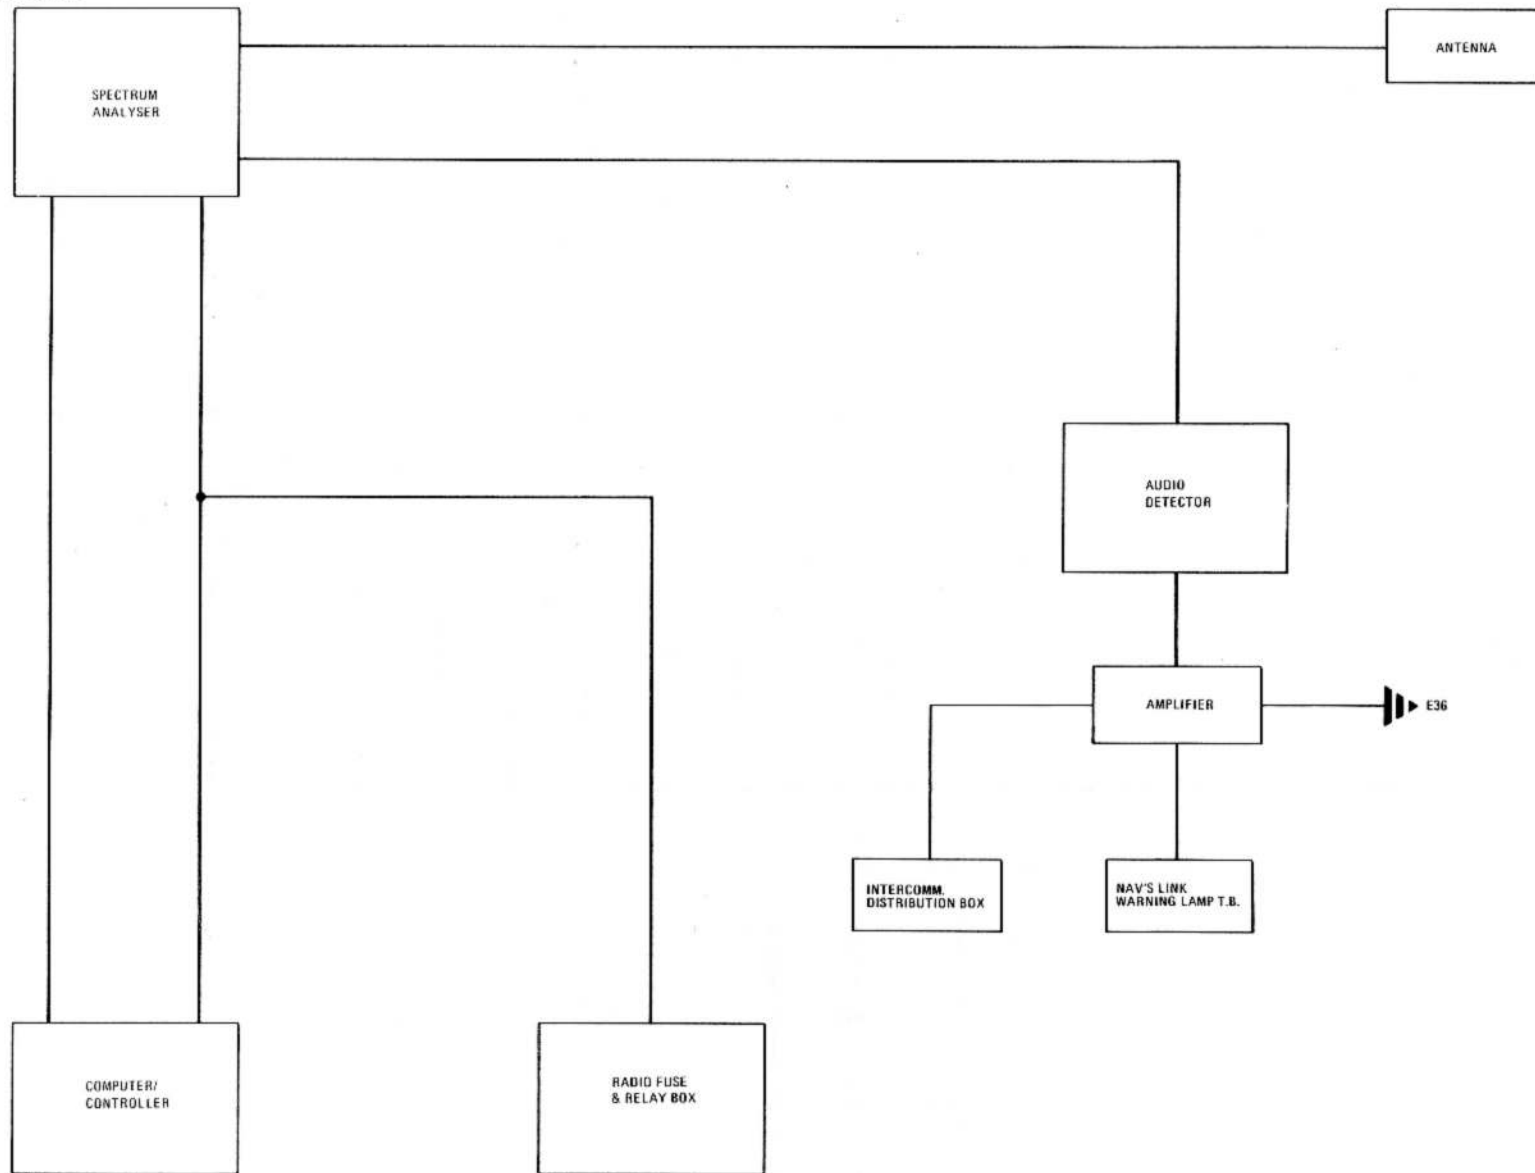 SPECTRUM
ANALYSER
ANTENNA
AUDIO
DETECTOR
AMPLIFIER
E36
INTERCOMM.
DISTRIBUTION BOX
NAV'S LINK
WARNING LAMP T.B.
COMPUTER/
CONTROLLER
RADIO FUSE
& RELAY BOX